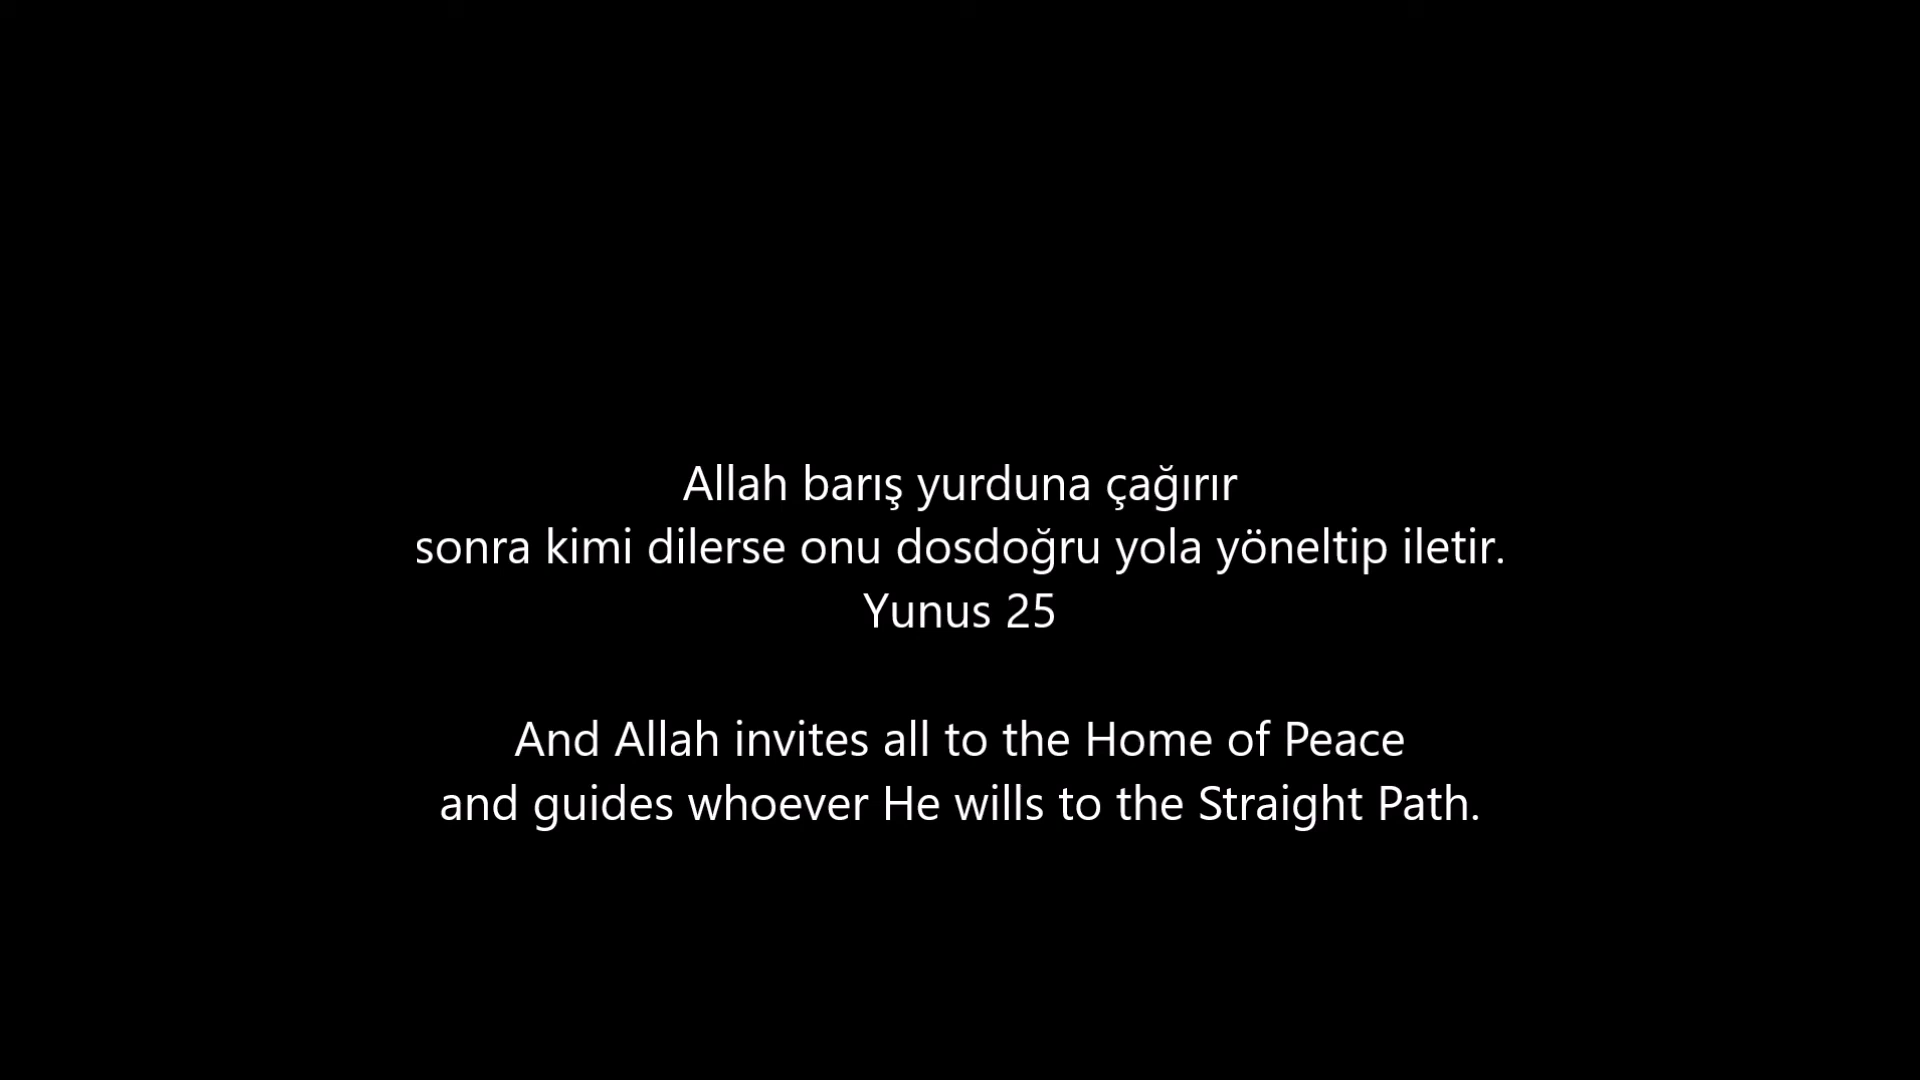 Allah barış yurduna çağırır
sonra kimi dilerse onu dosdoğru yola yöneltip iletir.
Yunus 25
And Allah invites all to the Home of Peace
and guides whoever He wills to the Straight Path.